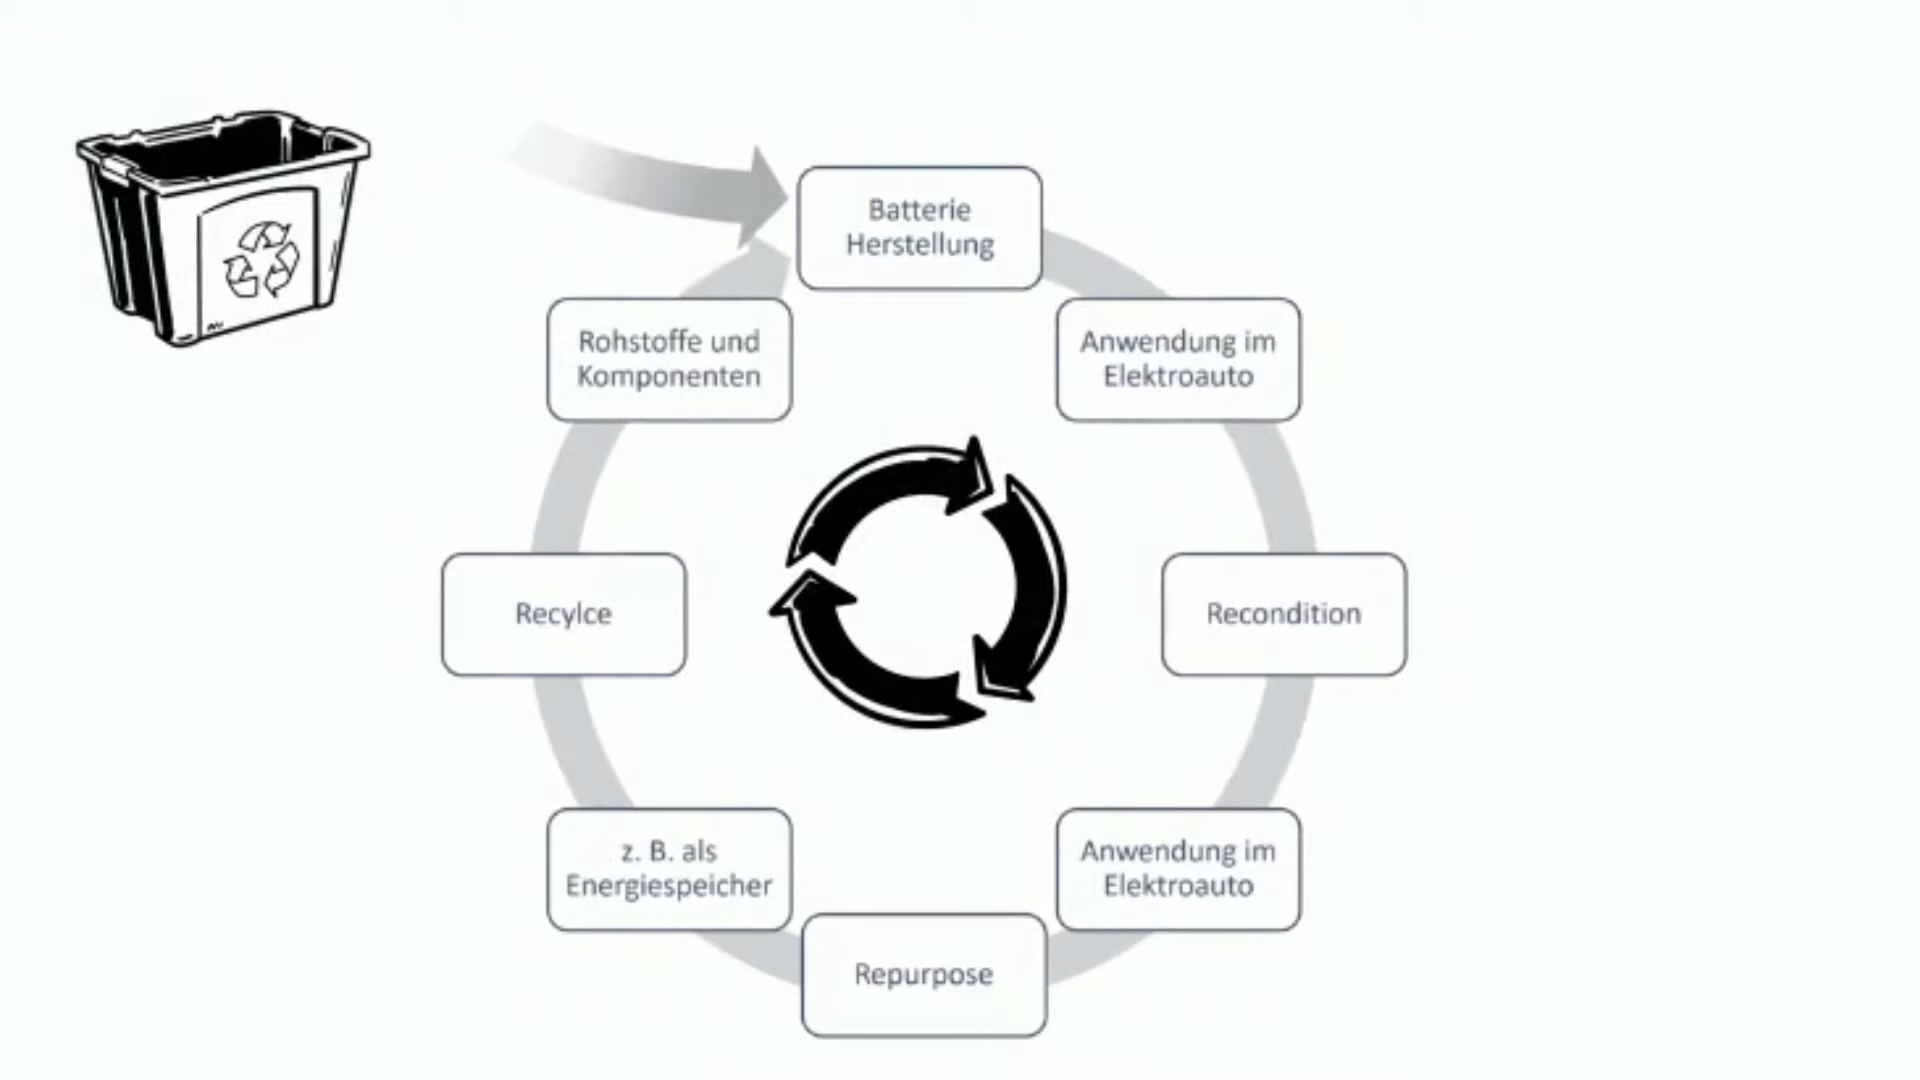 Batterie
Herstellung
Anwendung im
Elektroauto
Recondition
Anwendung im
Elektroauto
Repurpose
z. B. als
Energiespeicher
Recylce
Rohstoffe und
Komponenten